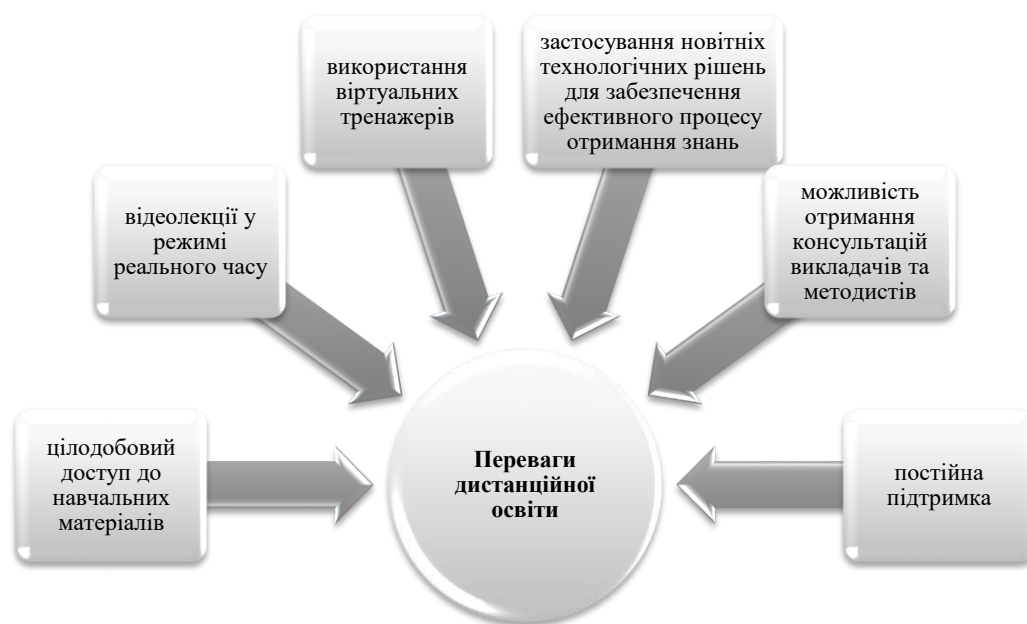 застосування новітніх
технологічних рішень
для забезпечення
ефективного процесу
отримання знань
використання
віртуальних
тренажерів
відеолекції у
режимі
реального часу
можливість
отримання
консультацій
викладачів та
методистів
цілодобовий
доступ до
навчальних
матеріалів
Переваги
дистанційної
освіти
постійна
підтримка